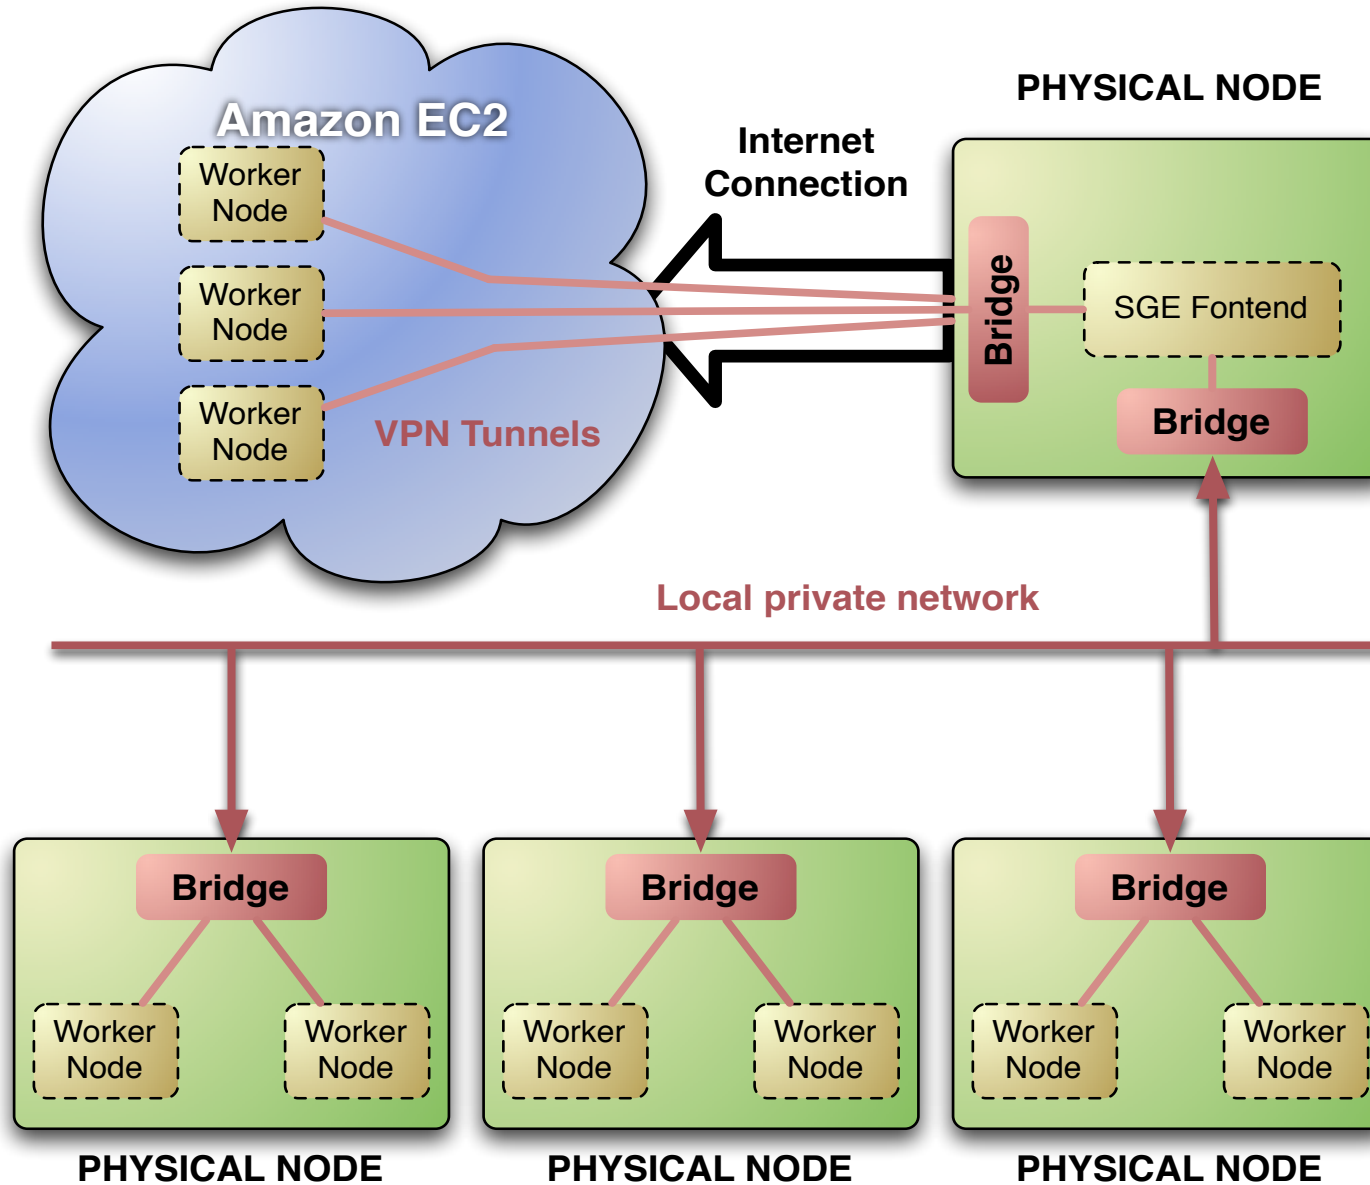 PHYSICAL NODE
Amazon EC2
Internet
Connection
Worker
Node
Worker
Node
Worker
Node
VPN Tunnels
Bridge
SGE Fontend
Bridge
Local private network
Bridge
Bridge
Bridge
Worker
Node
Worker
Node
Worker
Node
Worker
Node
Worker
Node
Worker
Node
PHYSICAL NODE
PHYSICAL NODE
PHYSICAL NODE